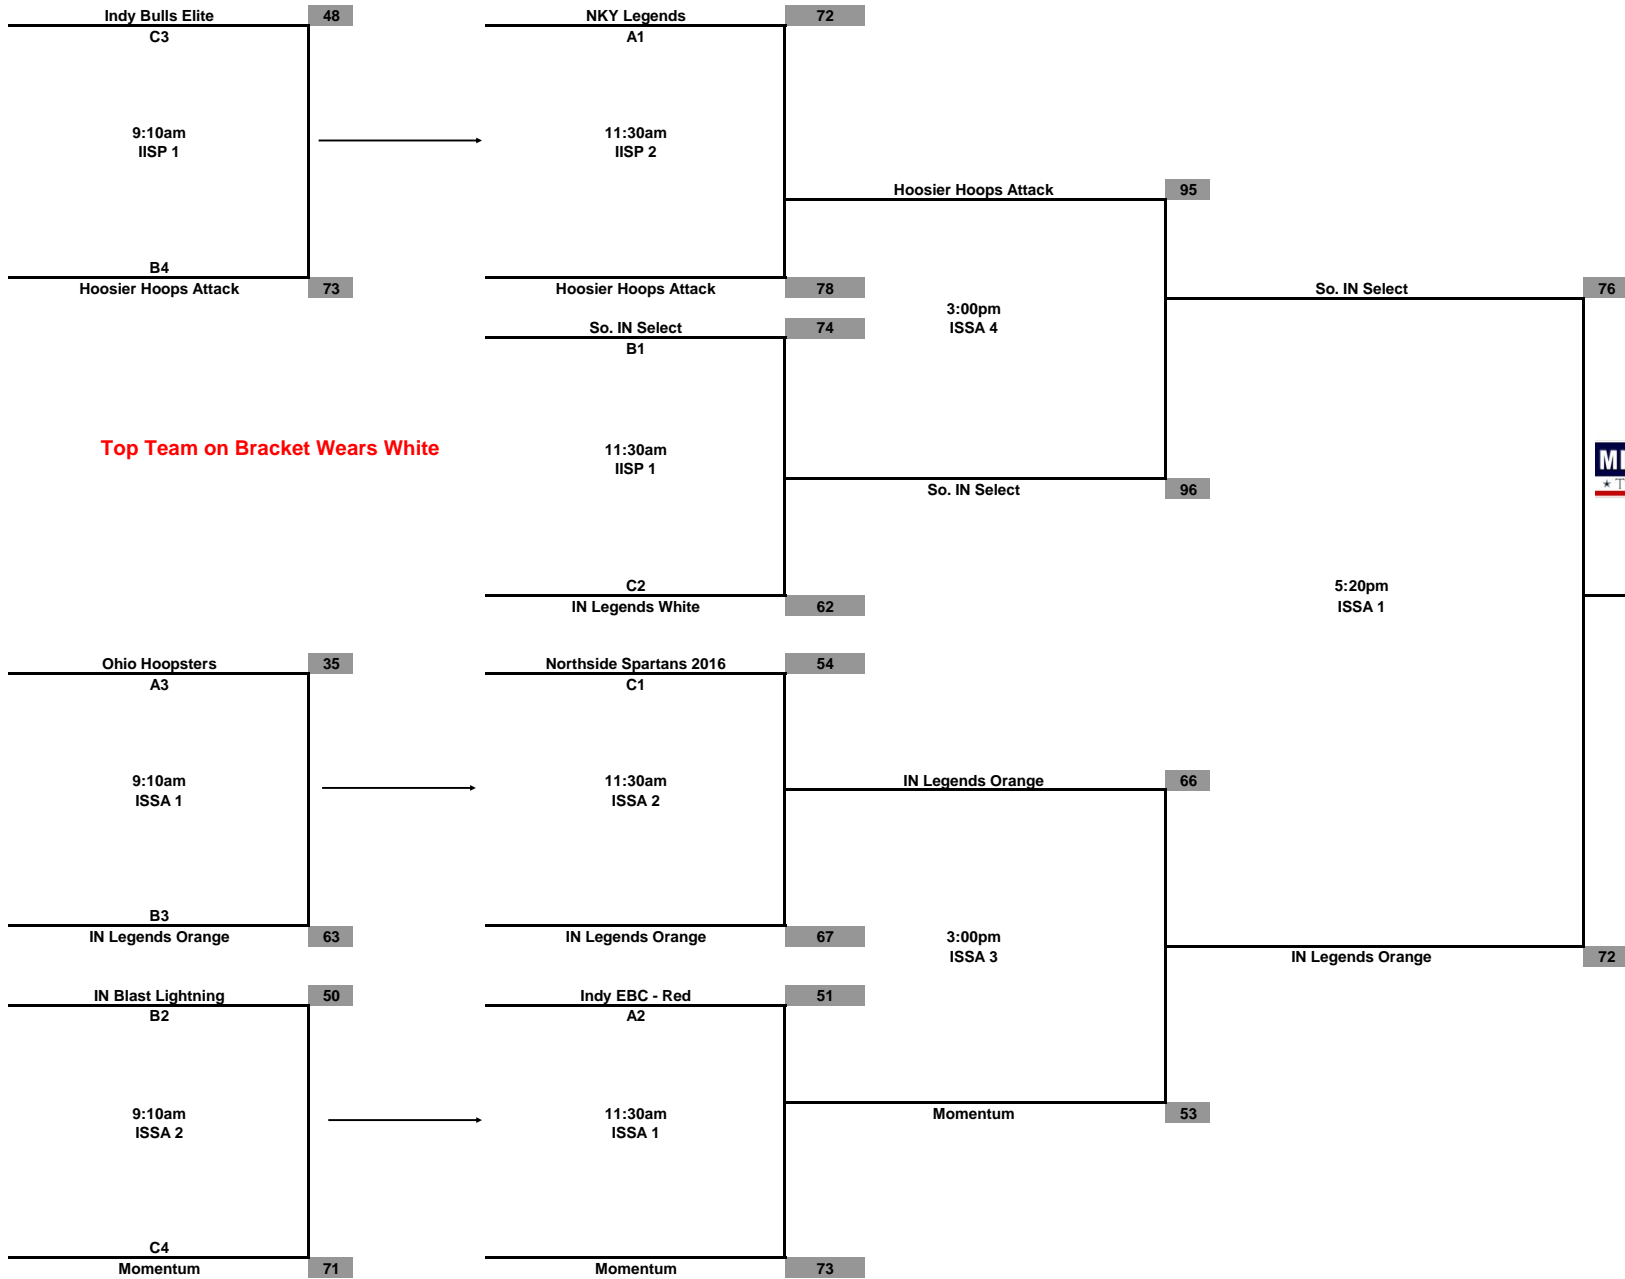 Indy Bulls Elite 48
C3
9:10am
IISP 1
B4
Hoosier Hoops Attack 73
NKY Legends 72
A1
11:30am
IISP 2
Hoosier Hoops Attack 78
So. IN Select 74
B1
Top Team on Bracket Wears White
11:30am
IISP 1
C2
IN Legends White 62
Hoosier Hoops Attack 95
3:00pm
ISSA 4
So. IN Select 96
So. IN Select 76
5:20pm
ISSA 1
IN Legends Orange 72
Ohio Hoopsters 35
A3
9:10am
ISSA 1
B3
IN Legends Orange 63
Northside Spartans 2016 54
C1
11:30am
ISSA 2
IN Legends Orange 67
IN Legends Orange 66
3:00pm
ISSA 3
Momentum 53
IN Blast Lightning 50
B2
9:10am
ISSA 2
C4
Momentum 71
Indy EBC - Red 51
A2
11:30am
ISSA 1
Momentum 73